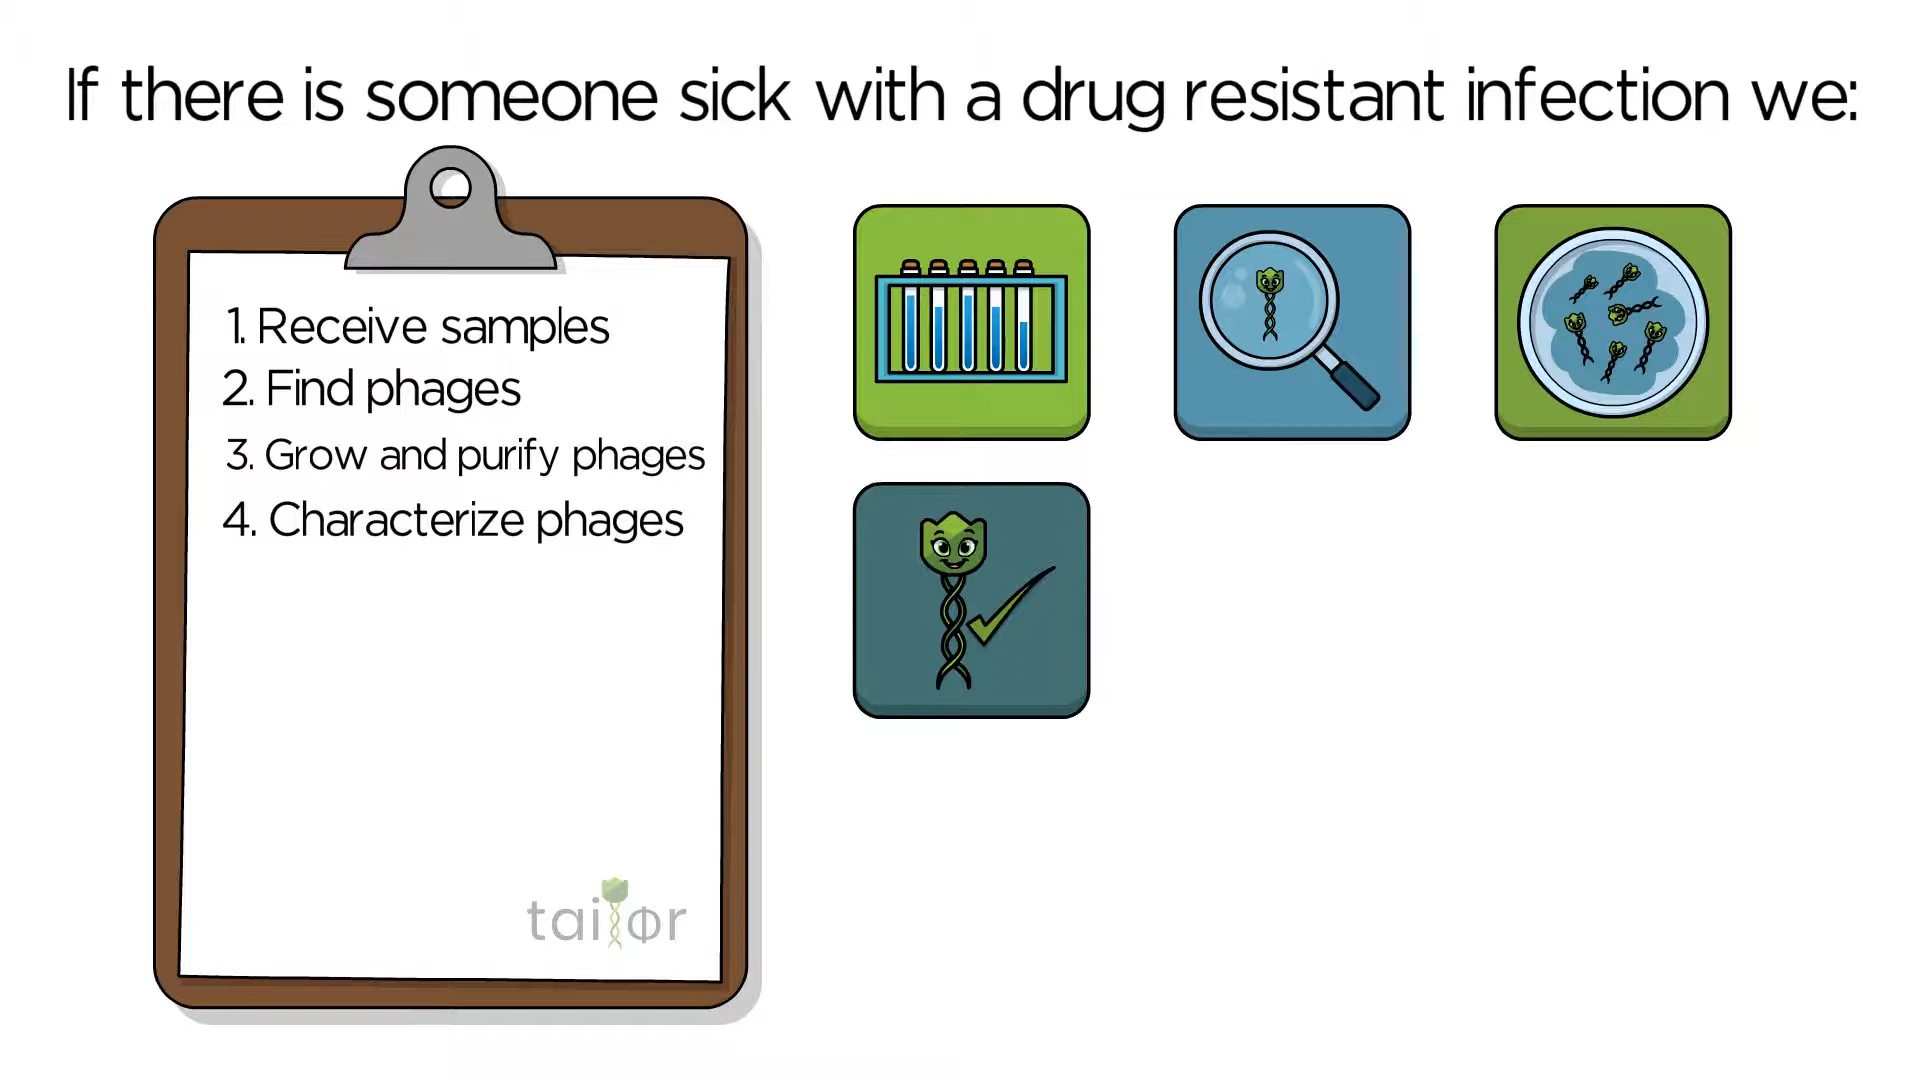 If there is someone sick with a drug resistant infection we:
1. Receive samples
2. Find phages
3. Grow and purify phages
4. Characterize phages
tailΦr